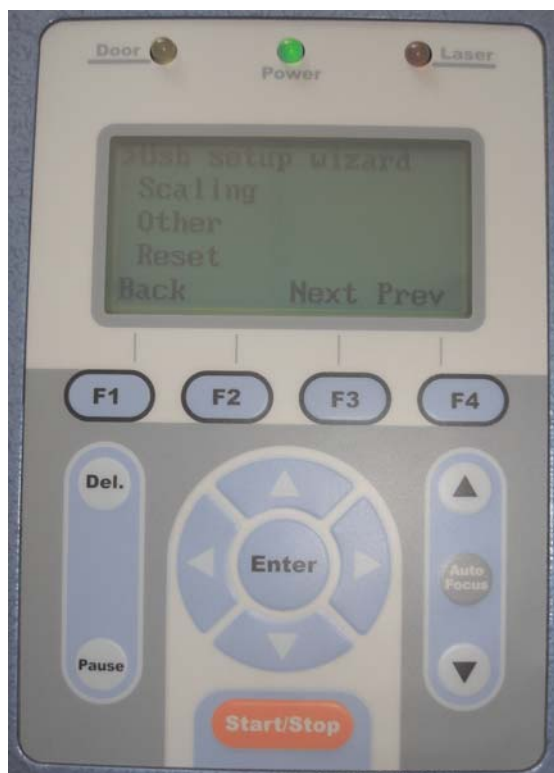 Door Power Laser
>Usb setup wizard
Scaling
Other
Reset
Back Next Prev
F1 F2 F3 F4
Del.
Enter
Auto
Focus
Pause
Start/Stop